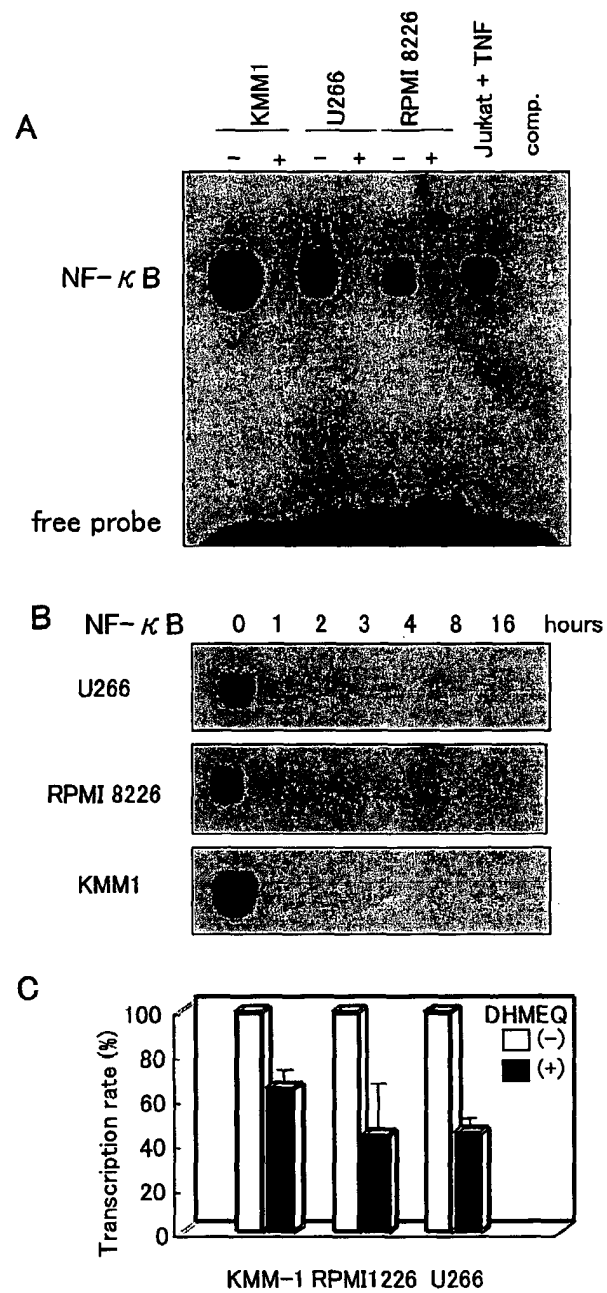 A
KMM1
U266
RPMI 8226
Jurkat + TNF
comp.
- + - + - +
NF-κB
free probe
B NF-κB 0 1 2 3 4 8 16 hours
U266
RPMI 8226
KMM1
C
Transcription rate (%)
100
80
60
40
20
0
DHMEQ
(-)
(+)
KMM-1 RPMI1226 U266